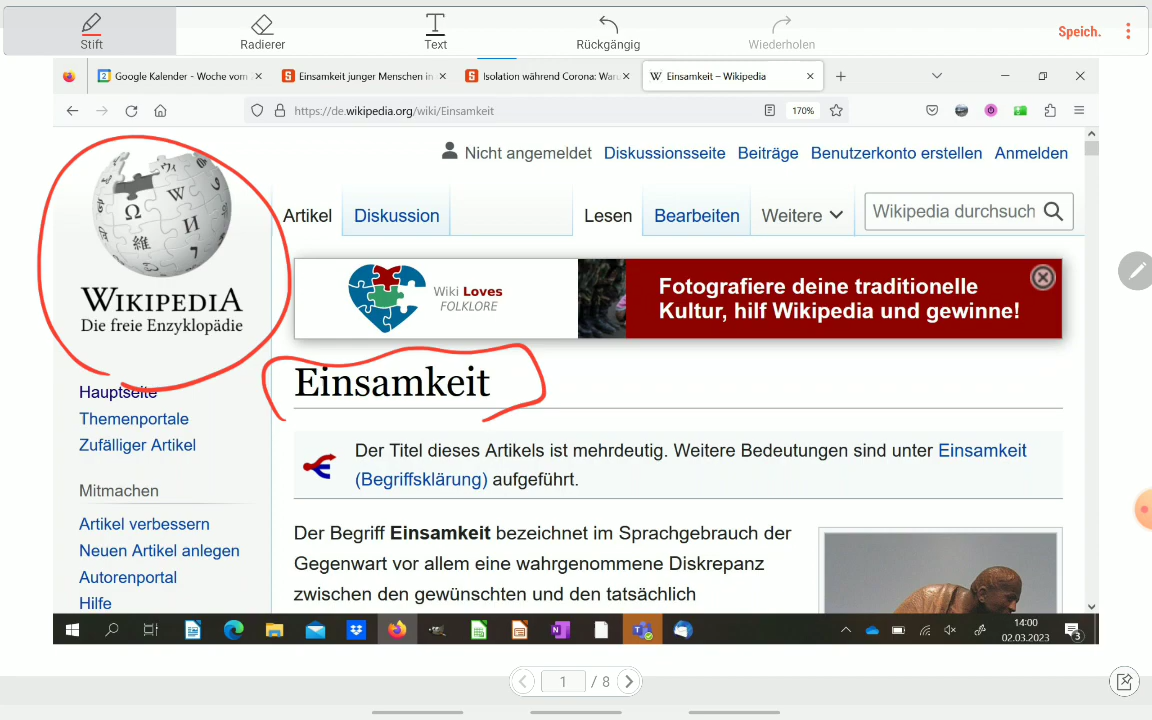 Stift
Radierer
Text
Rückgängig
Wiederholen
Speich.
Google Kalender - Woche vom
Einsamkeit junger Menschen in
Isolation während Corona: Waru
Einsamkeit – Wikipedia
https://de.wikipedia.org/wiki/Einsamkeit
170%
Nicht angemeldet Diskussionsseite Beiträge Benutzerkonto erstellen Anmelden
Artikel Diskussion Lesen Bearbeiten Weitere Wikipedia durchsuch
WIKIPEDIA
Die freie Enzyklopädie
Wiki Loves
FOLKLORE
Fotografiere deine traditionelle
Kultur, hilf Wikipedia und gewinne!
Hauptseite
Themenportale
Zufälliger Artikel
Mitmachen
Artikel verbessern
Neuen Artikel anlegen
Autorenportal
Hilfe
Einsamkeit
Der Titel dieses Artikels ist mehrdeutig. Weitere Bedeutungen sind unter Einsamkeit
(Begriffsklärung) aufgeführt.
Der Begriff Einsamkeit bezeichnet im Sprachgebrauch der
Gegenwart vor allem eine wahrgenommene Diskrepanz
zwischen den gewünschten und den tatsächlich
14:00
02.03.2023
3
1 / 8